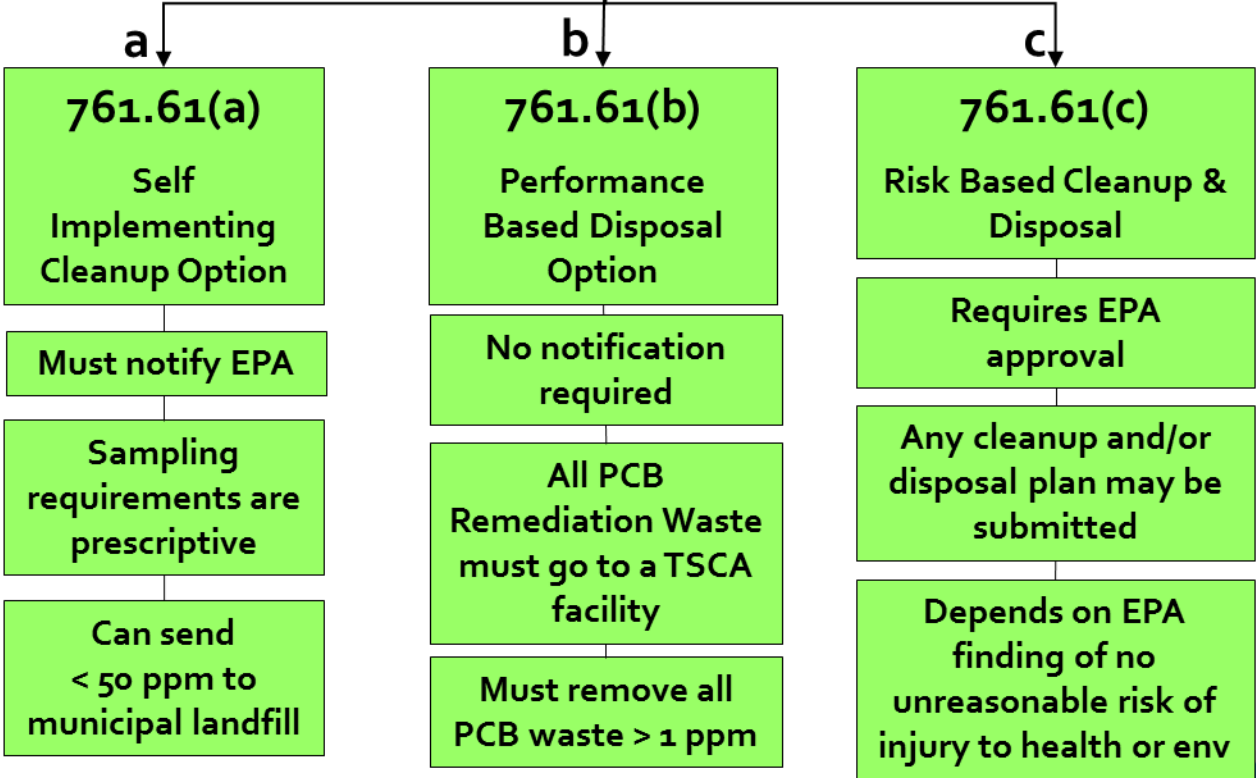 a
761.61(a)
Self
Implementing
Cleanup Option
Must notify EPA
Sampling
requirements are
prescriptive
Can send
< 50 ppm to
municipal landfill
b
761.61(b)
Performance
Based Disposal
Option
No notification
required
All PCB
Remediation Waste
must go to a TSCA
facility
Must remove all
PCB waste > 1 ppm
c
761.61(c)
Risk Based Cleanup &
Disposal
Requires EPA
approval
Any cleanup and/or
disposal plan may be
submitted
Depends on EPA
finding of no
unreasonable risk of
injury to health or env